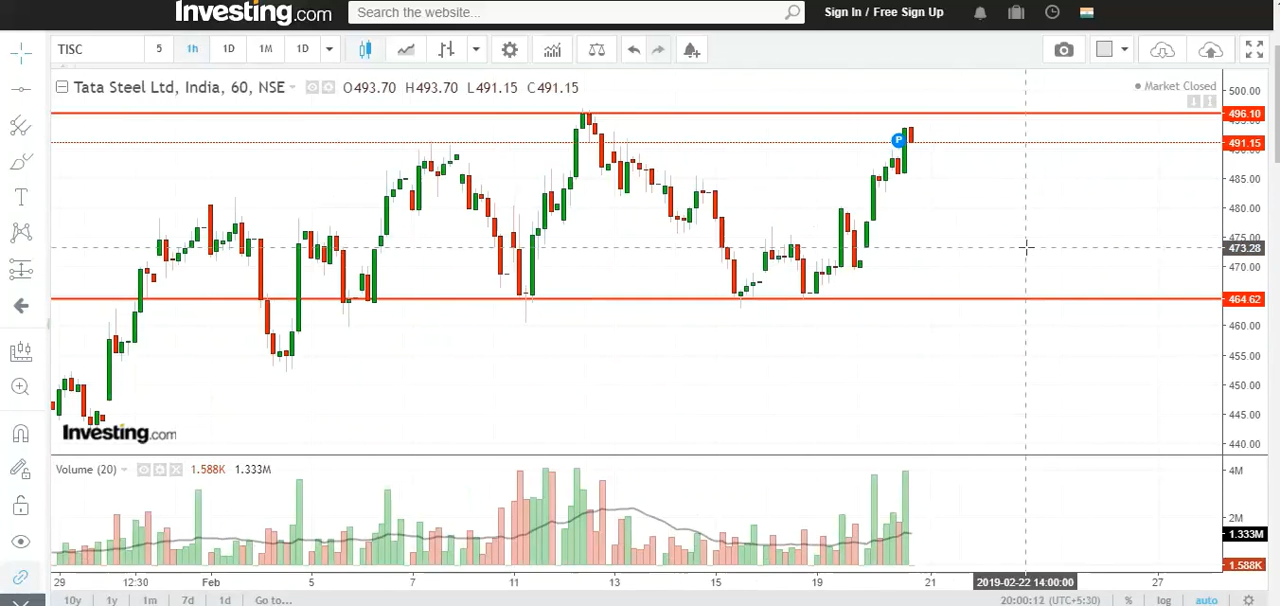 Investing.com Search the website... Sign In / Free Sign Up
TISC 5 1h 1D 1M 1D
Tata Steel Ltd, India, 60, NSE O493.70 H493.70 L491.15 C491.15
Market Closed
500.00
496.10
491.15
485.00
480.00
475.00
473.28
470.00
464.62
460.00
455.00
450.00
445.00
440.00
P
Investing.com
Volume (20) 1.588K 1.333M
4M
2M
1.333M
1.588K
29 12:30 Feb 5 7 11 13 15 19 21 2019-02-22 14:00:00 27
10y 1y 1m 7d 1d Go to... 20:00:12 (UTC+5:30) % log auto